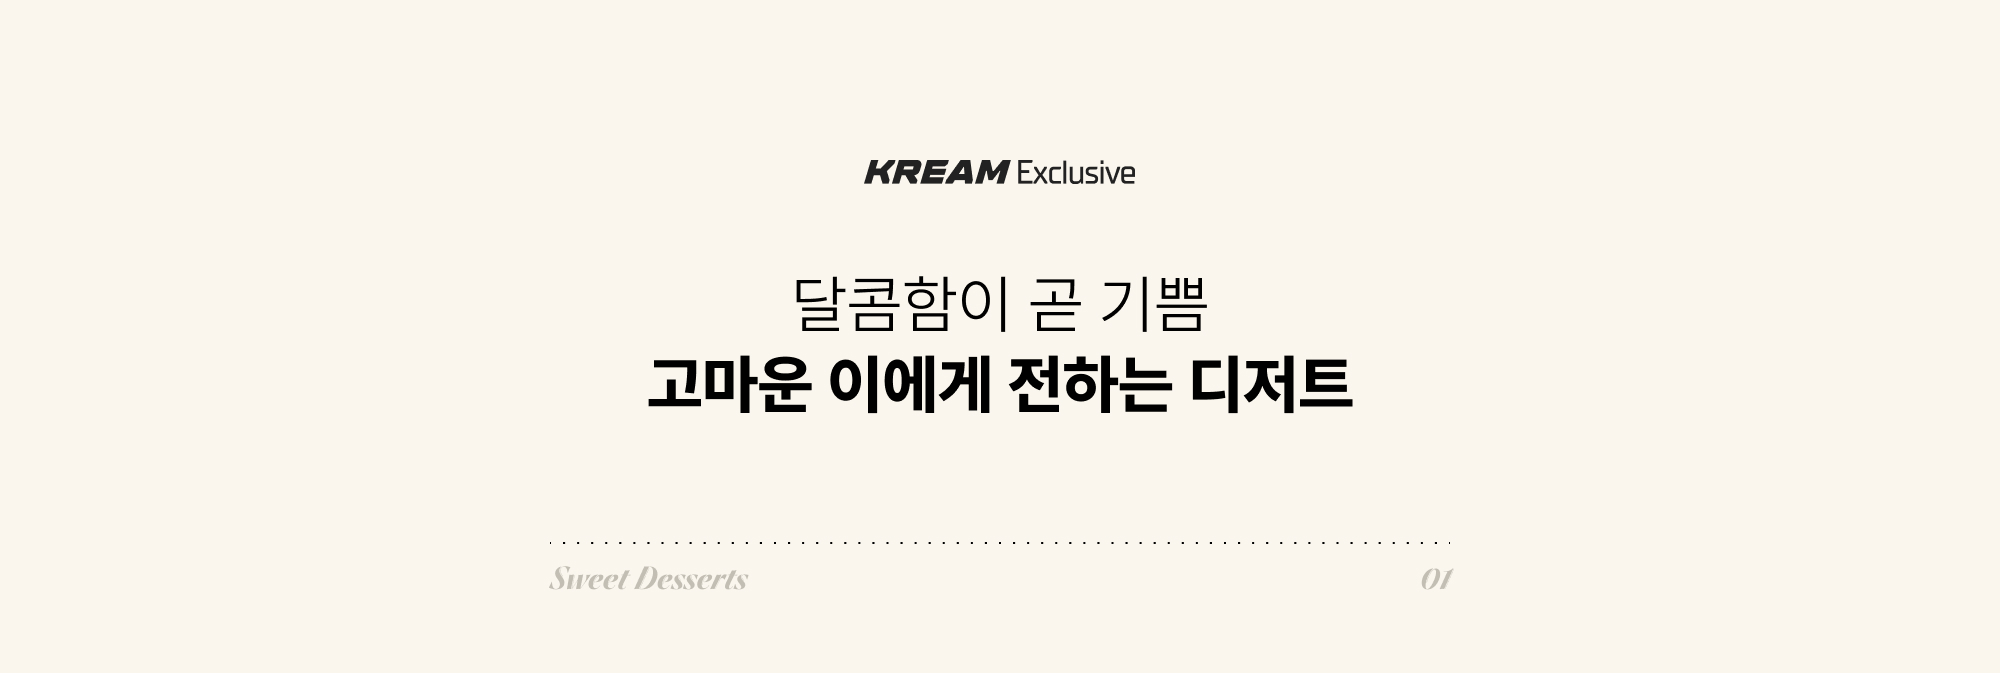 KREAM Exclusive
달콤함이 곧 기쁨
고마운 이에게 전하는 디저트
Sweet Desserts 01